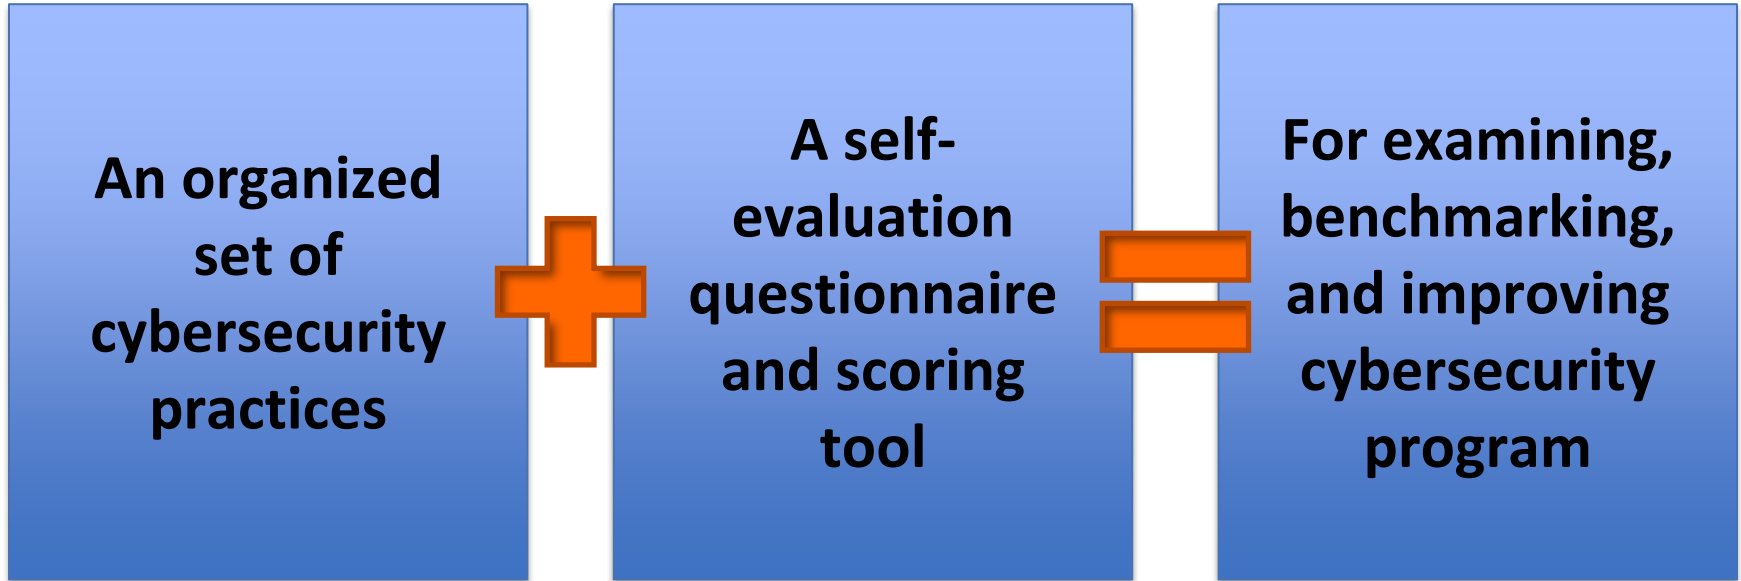 An organized
set of
cybersecurity
practices
A self-
evaluation
questionnaire
and scoring
tool
For examining,
benchmarking,
and improving
cybersecurity
program